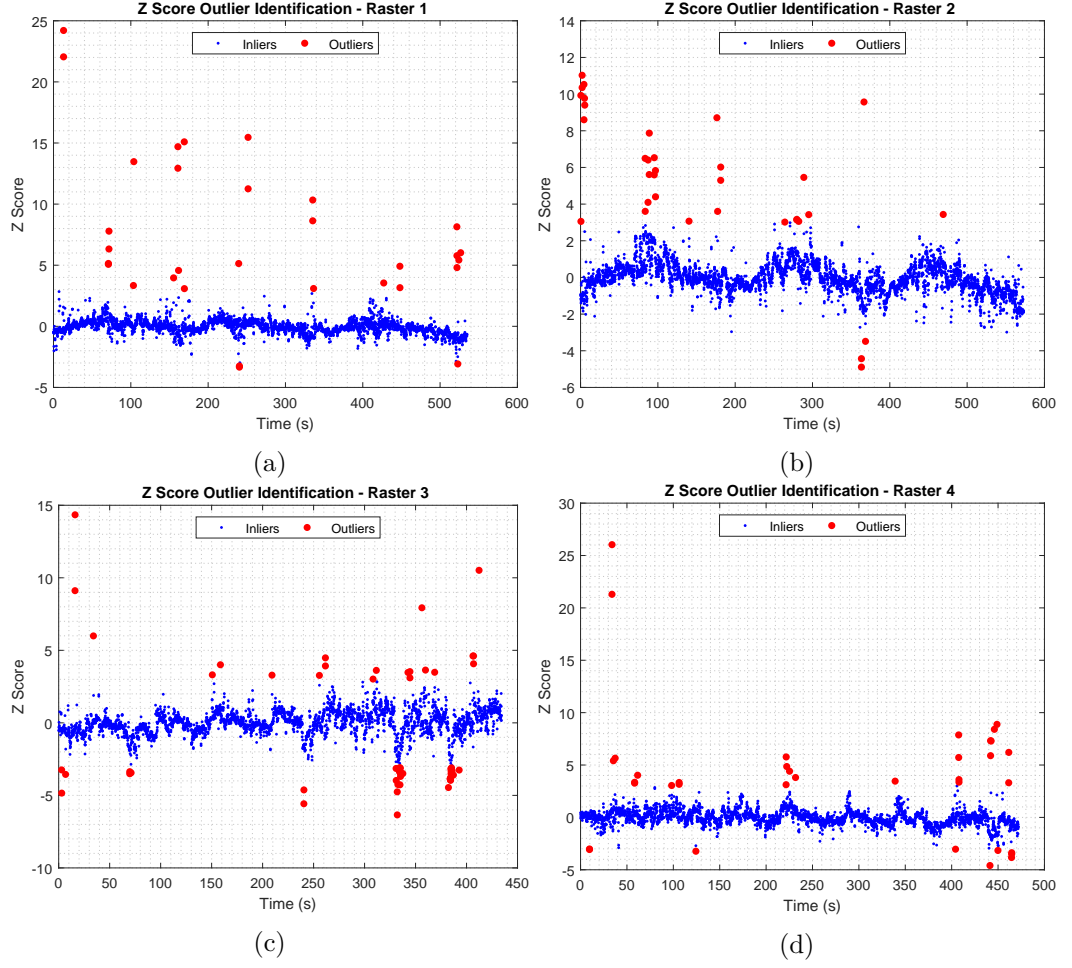 Z Score Outlier Identification - Raster 1
Inliers Outliers
25
20
15
10
5
0
-5
0 100 200 300 400 500 600
Z Score
Time (s)
(a)
Z Score Outlier Identification - Raster 2
Inliers Outliers
14
12
10
8
6
4
2
0
-2
-4
-6
0 100 200 300 400 500 600
Z Score
Time (s)
(b)
Z Score Outlier Identification - Raster 3
Inliers Outliers
15
10
5
0
-5
-10
0 50 100 150 200 250 300 350 400 450
Z Score
Time (s)
(c)
Z Score Outlier Identification - Raster 4
Inliers Outliers
30
25
20
15
10
5
0
-5
0 50 100 150 200 250 300 350 400 450 500
Z Score
Time (s)
(d)